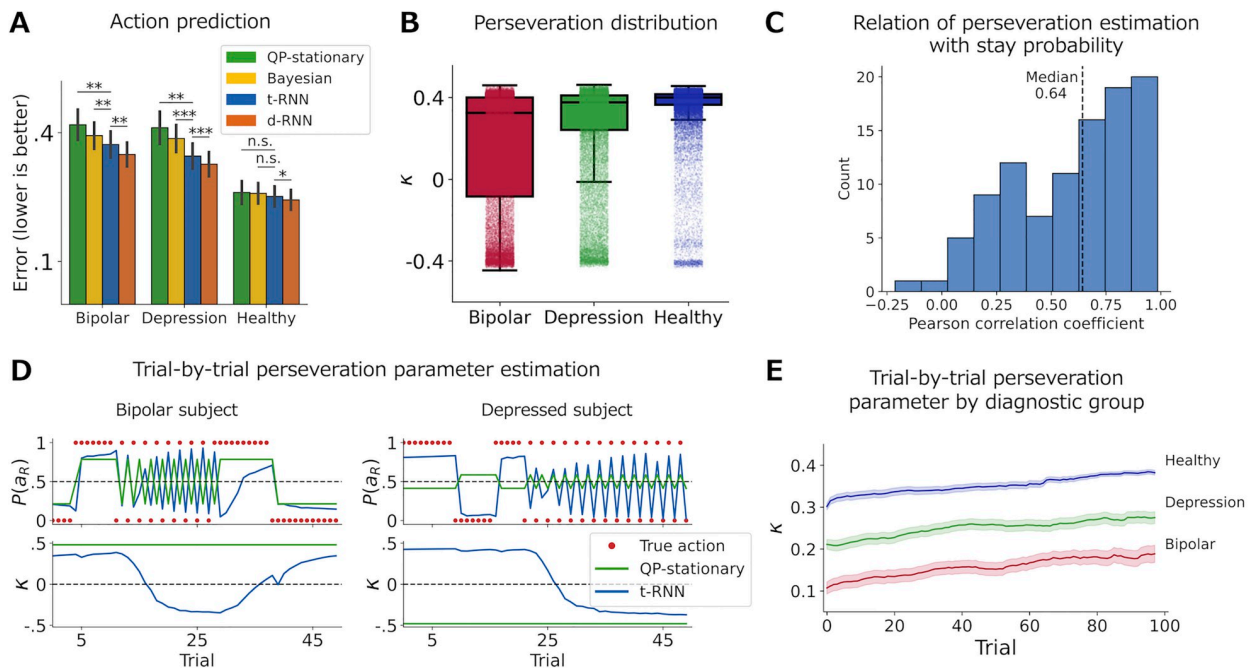 A
Action prediction
QP-stationary
Bayesian
t-RNN
d-RNN
** ** **
** *** ***
n.s. n.s. *
Error (lower is better)
.4
.1
Bipolar Depression Healthy
B
Perseveration distribution
κ
0.4
0
-0.4
Bipolar Depression Healthy
C
Relation of perseveration estimation
with stay probability
Median
0.64
Count
20
15
10
5
0
−0.25 0.00 0.25 0.50 0.75 1.00
Pearson correlation coefficient
D
Trial-by-trial perseveration parameter estimation
Bipolar subject
P(aR)
1
.5
0
κ
.5
0
-.5
5 25 45
Trial
Depressed subject
P(aR)
1
.5
0
κ
.5
0
-.5
5 25 45
Trial
True action
QP-stationary
t-RNN
E
Trial-by-trial perseveration
parameter by diagnostic group
κ
0.4
0.3
0.2
0.1
Healthy
Depression
Bipolar
0 20 40 60 80 100
Trial